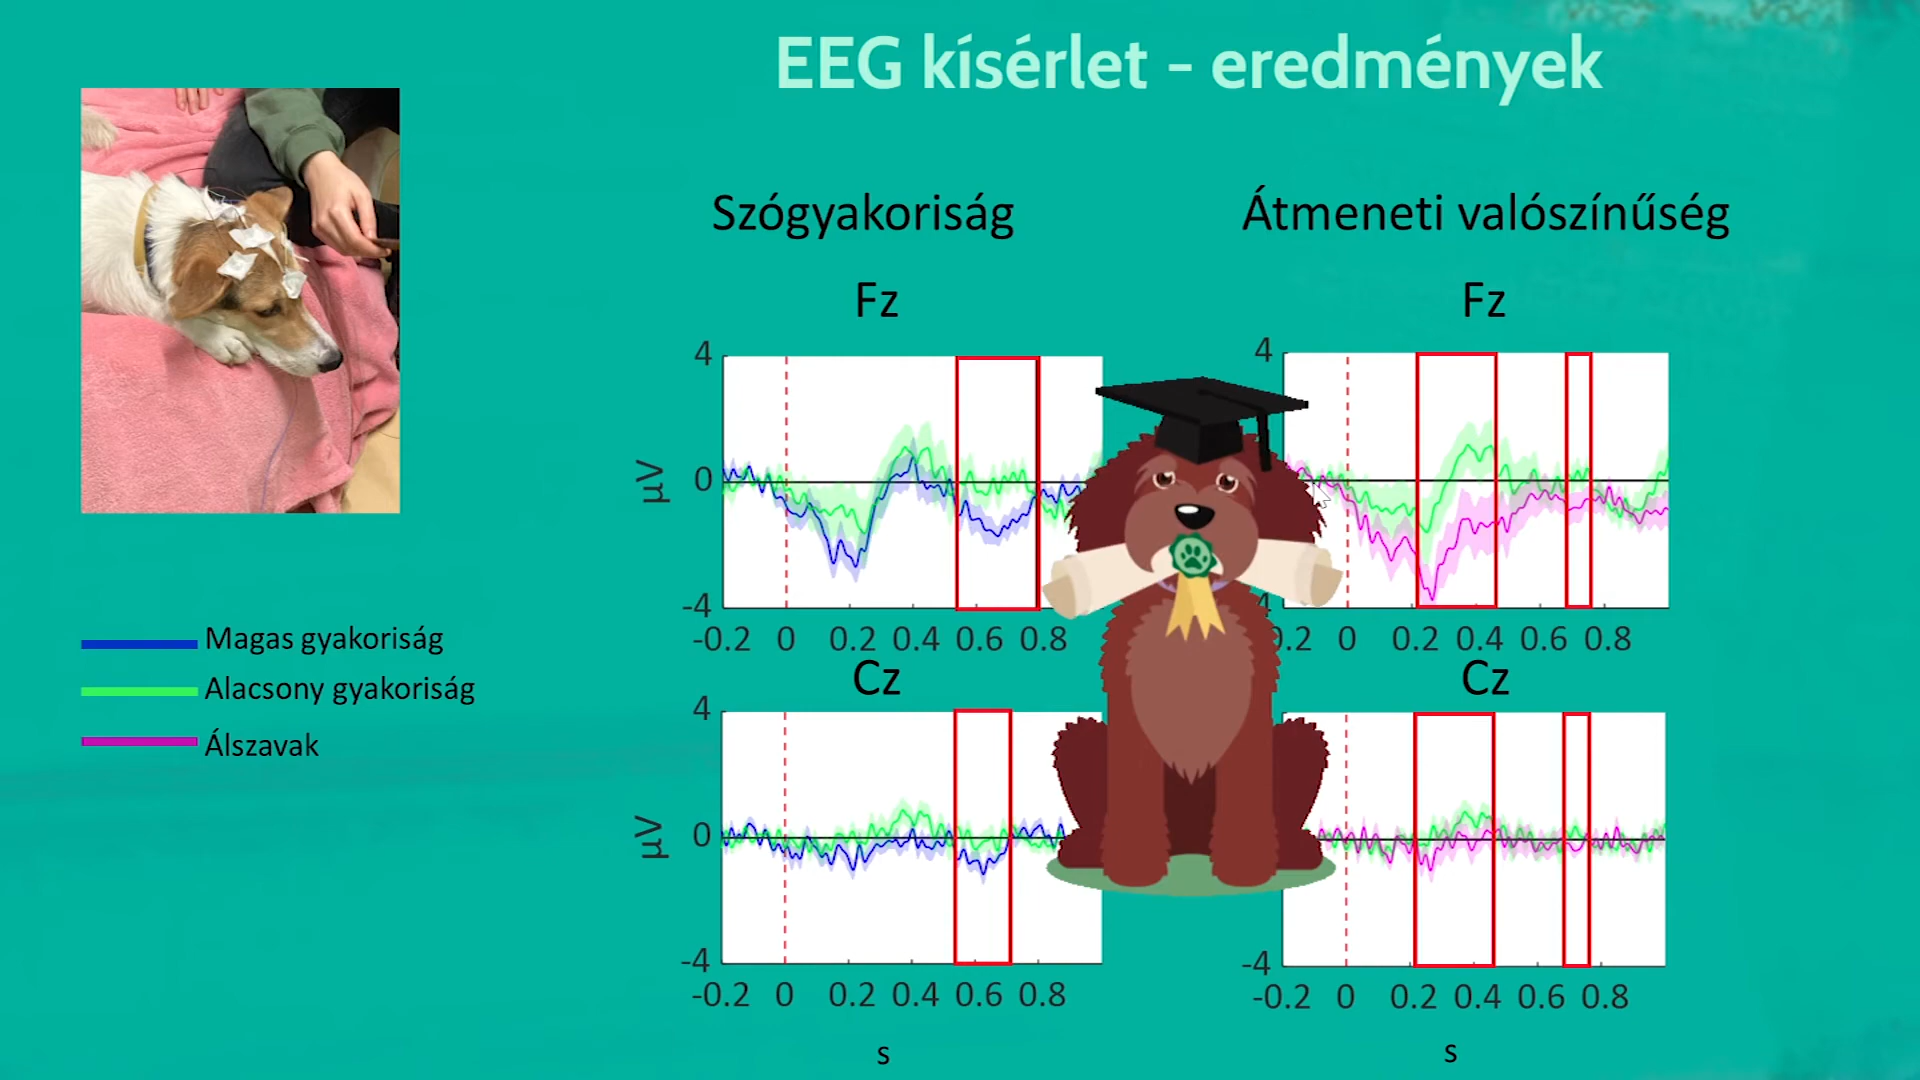 EEG kísérlet - eredmények
Szógyakoriság
Átmeneti valószínűség
Fz
Fz
4
0
-4
µV
-0.2 0 0.2 0.4 0.6 0.8
4
0.2 0 0.2 0.4 0.6 0.8
Magas gyakoriság
Alacsony gyakoriság
Álszavak
Cz
Cz
4
0
-4
µV
-0.2 0 0.2 0.4 0.6 0.8
s
-4
-0.2 0 0.2 0.4 0.6 0.8
s